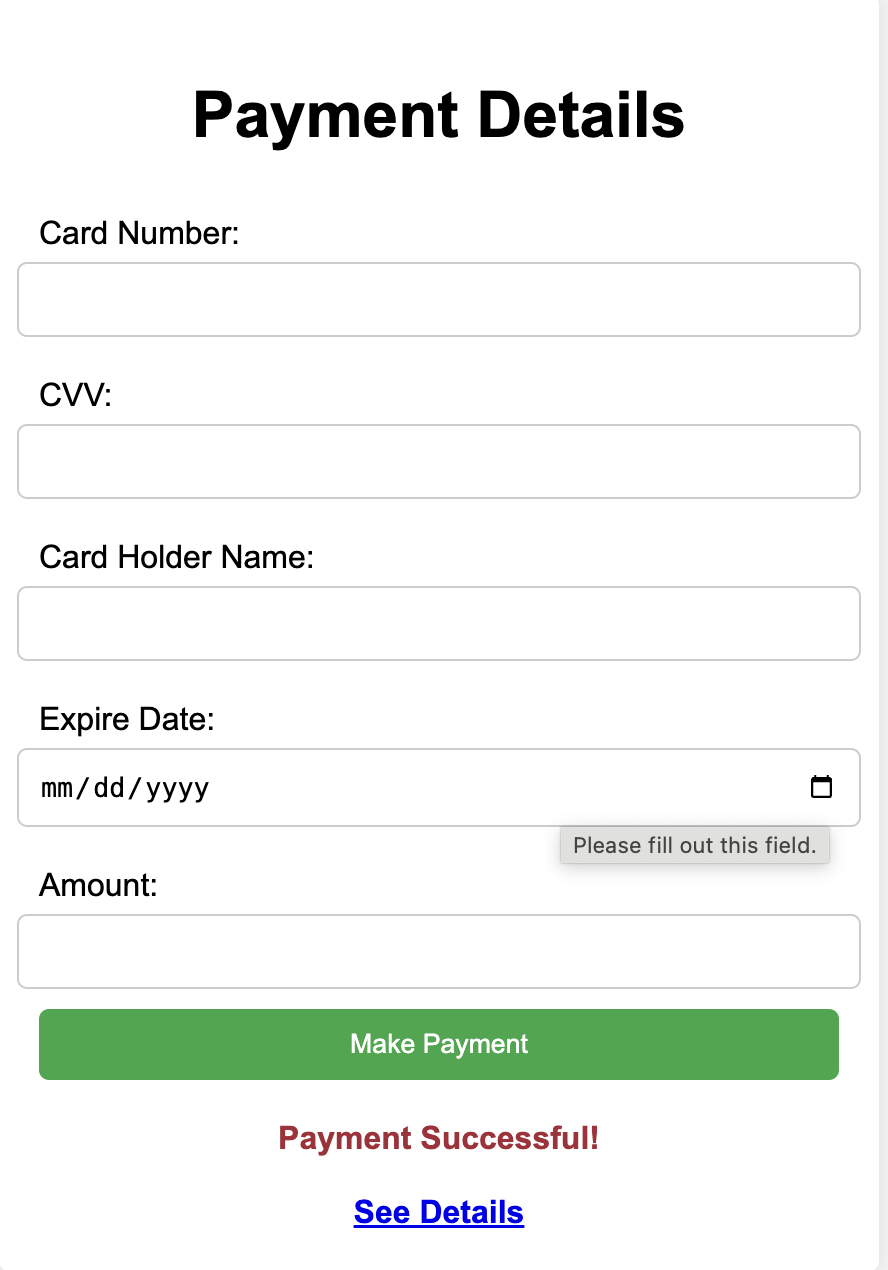 Payment Details
Card Number:
CVV:
Card Holder Name:
Expire Date:
mm/dd/yyyy
Please fill out this field.
Amount:
Make Payment
Payment Successful!
See Details